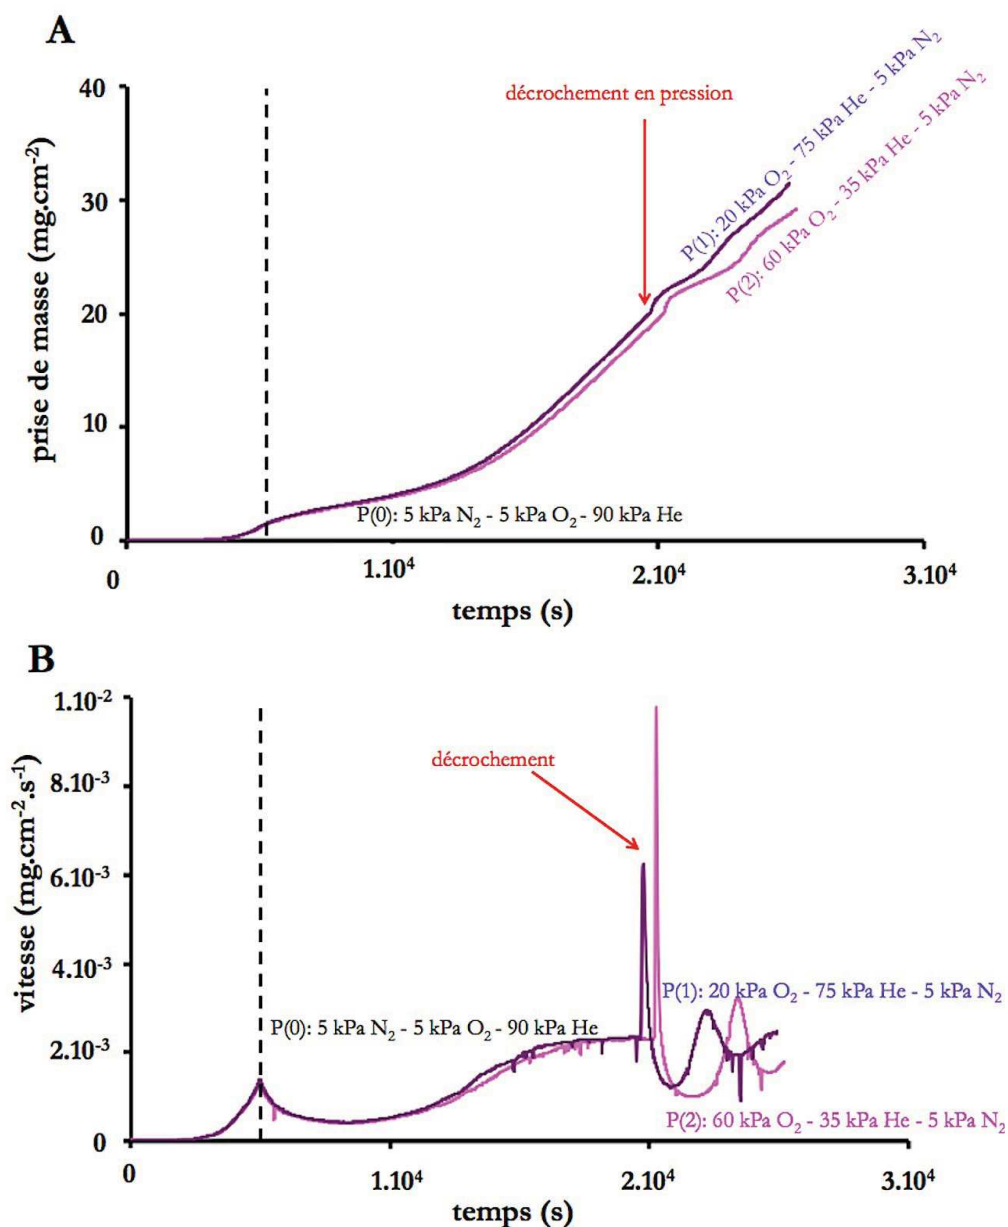 A
prise de masse (mg.cm⁻²)
40
30
20
10
0
décrochement en pression
P(1): 20 kPa O₂ - 75 kPa He - 5 kPa N₂
P(2): 60 kPa O₂ - 35 kPa He - 5 kPa N₂
P(0): 5 kPa N₂ - 5 kPa O₂ - 90 kPa He
0
1.10⁴
2.10⁴
3.10⁴
temps (s)
B
vitesse (mg.cm⁻².s⁻¹)
1.10⁻²
8.10⁻³
6.10⁻³
4.10⁻³
2.10⁻³
0
décrochement
P(1): 20 kPa O₂ - 75 kPa He - 5 kPa N₂
P(0): 5 kPa N₂ - 5 kPa O₂ - 90 kPa He
P(2): 60 kPa O₂ - 35 kPa He - 5 kPa N₂
0
1.10⁴
2.10⁴
3.10⁴
temps (s)